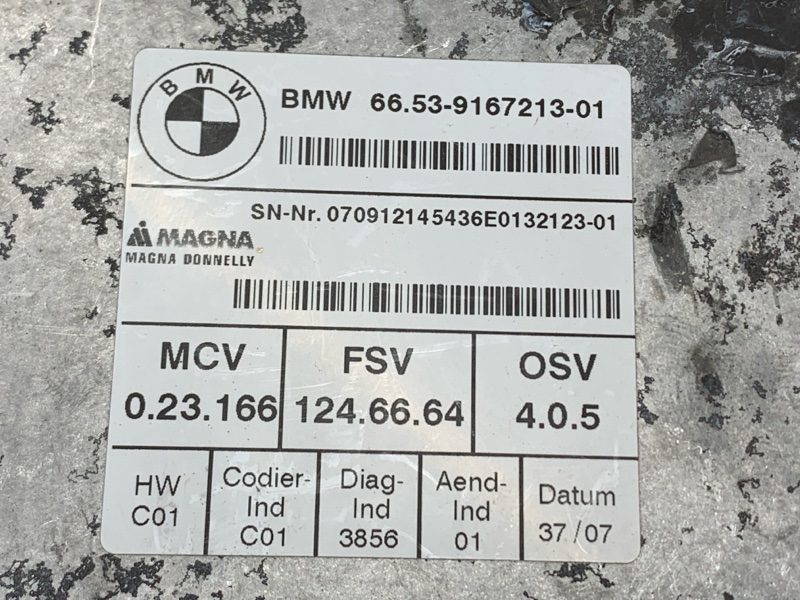 BMW
BMW 66.53-9167213-01
SN-Nr. 070912145436E0132123-01
MAGNA
MAGNA DONNELLY
MCV FSV OSV
0.23.166 124.66.64 4.0.5
HW Codier- Diag- Aend- Datum
C01 Ind Ind Ind 37/07
C01 3856 01